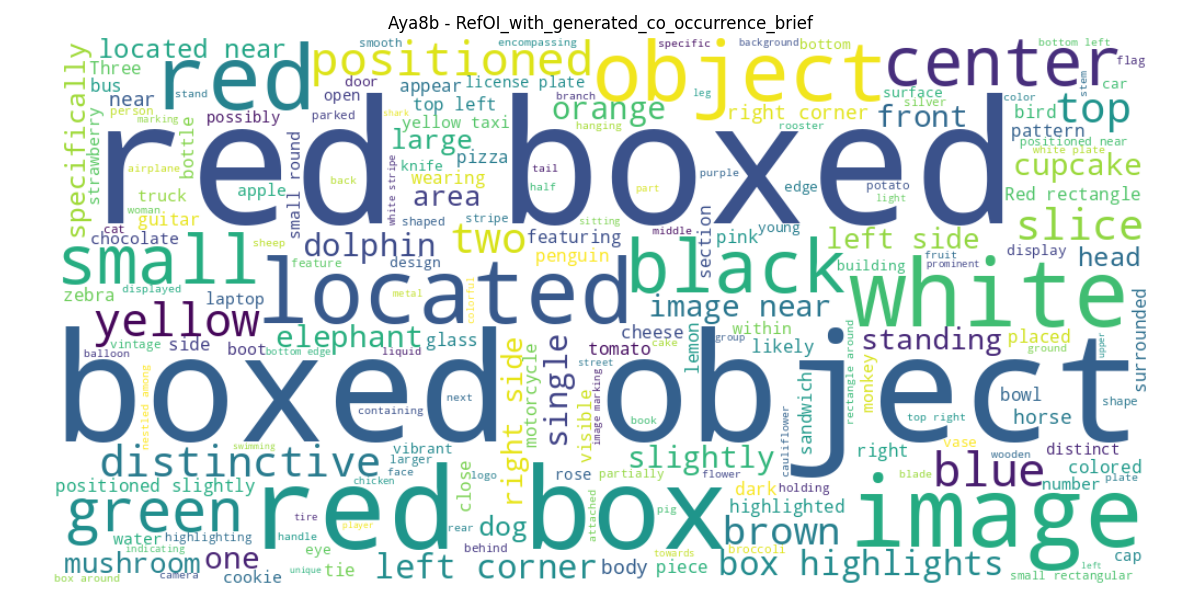 Aya8b - RefOI_with_generated_co_occurrence_brief
specifically
located near
red
positioned
smooth
encompassing
object
specific
background
bottom
center
bottom left
flag
Three
bus
near
stand
door
open
appear
license plate
leg
surface
silver
color
stem
car
top
person
marking
possibly
parked
top left
branch
orange
right corner
front
bird
pattern
strawberry
bottle
red boxed
shark
yellow taxi
hanging
rooster
positioned near
white plate
large
small round
white stripe
knife
pizza
tail
purple
edge
potato
light
cupcake
airplane
truck
apple
back
wearing
half
part
Red rectangle
woman
guitar
area
shaped
stripe
sitting
middle
section
slice
cat
chocolate
sheep
dolphin
two
featuring
pink
young
left side
display
head
small
feature
design
penguin
black
building
fruit
prominent
zebra
displayed
laptop
located
metal
colorful
image near
white
surrounded
yellow
elephant
glass
cheese
lemon
within
rectangle around
standing
placed
ground
upper
vintage
side
boot
bottom edge
liquid
right side
motorcycle
single
tomato
cake
group
likely
balloon
street
monkey
boxed object
nestled among
containing
next
visible
image marking
book
cauliflower
sandwich
top right
bowl
horse
shape
distinctive
swimming
vibrant
larger
face
chicken
close
logo
rose
partially
slightly
flower
right
vase
wooden
distinct
blue
colored
number
plate
positioned slightly
green
red box
attached
pig
dark
holding
highlighted
blade
image
tire
player
handle
rear
dog
brown
water
highlighting
indicating
eye
behind
towards
broccoli
mushroom
one
tie
left corner
body
piece
box highlights
cap
left
box around
camera
cookie
unique
small rectangular